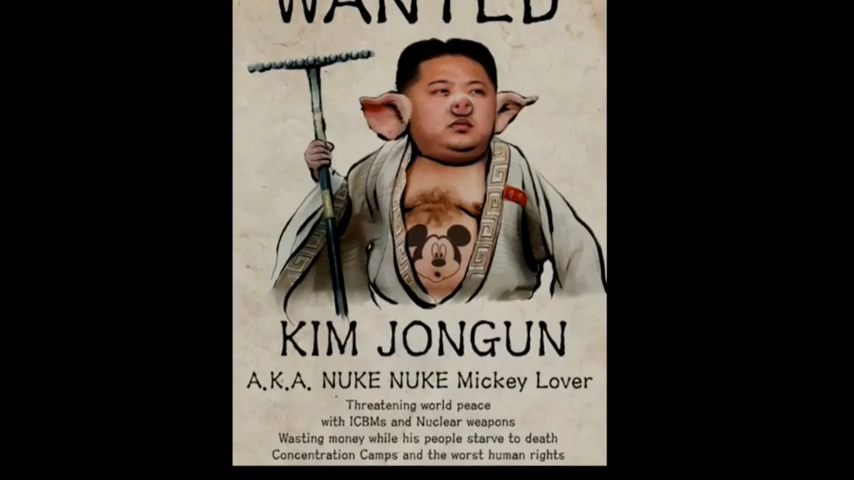 WANTED
KIM JONGUN
A.K.A. NUKE NUKE Mickey Lover
Threatening world peace
with ICBMs and Nuclear weapons
Wasting money while his people starve to death
Concentration Camps and the worst human rights